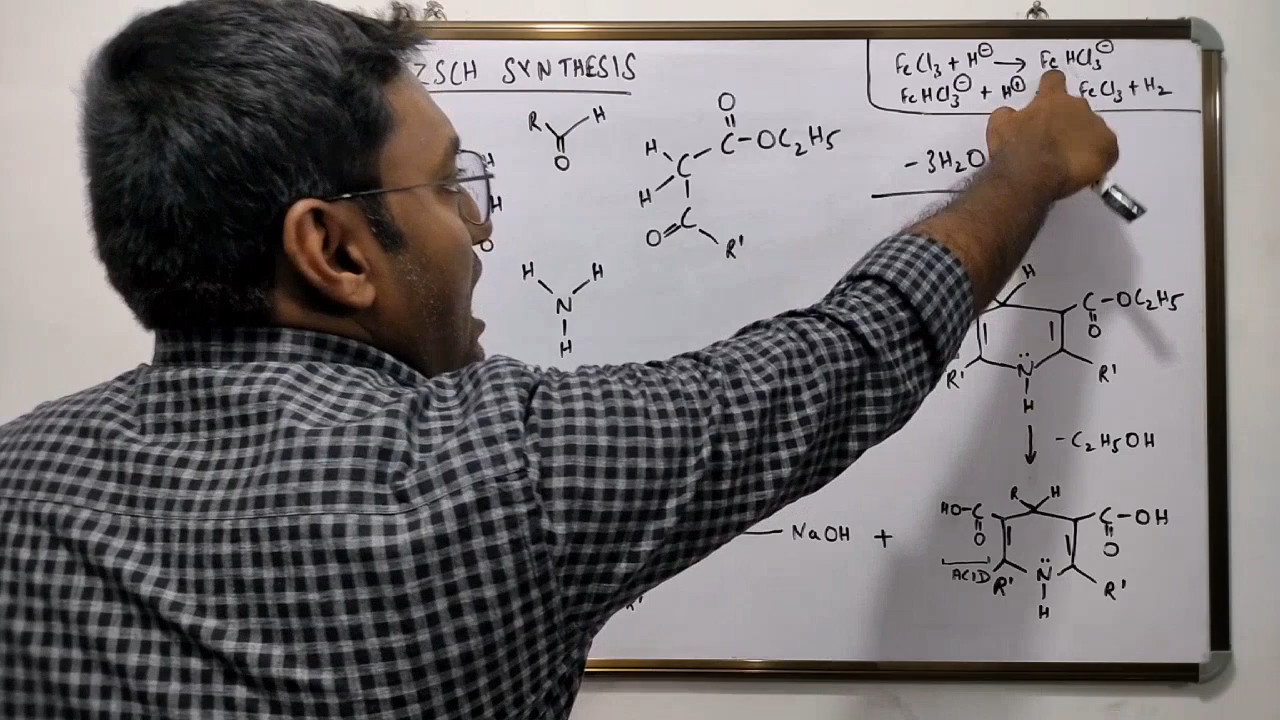 ZSCH SYNTHESIS
FeCl₃ + H⊖ → FeHCl₃⊖
FeHCl₃⊖ + H⊕ FeCl₃ + H₂
R H
O
H
H
O
O
H C–OC₂H₅
C
H
C
O R'
- 3H₂O
H H
N
H
H
C–OC₂H₅
O
R' N R'
H
↓ -C₂H₅OH
R H
HO–C C–OH
O O
NaOH +
ACID R' N R'
H
R'